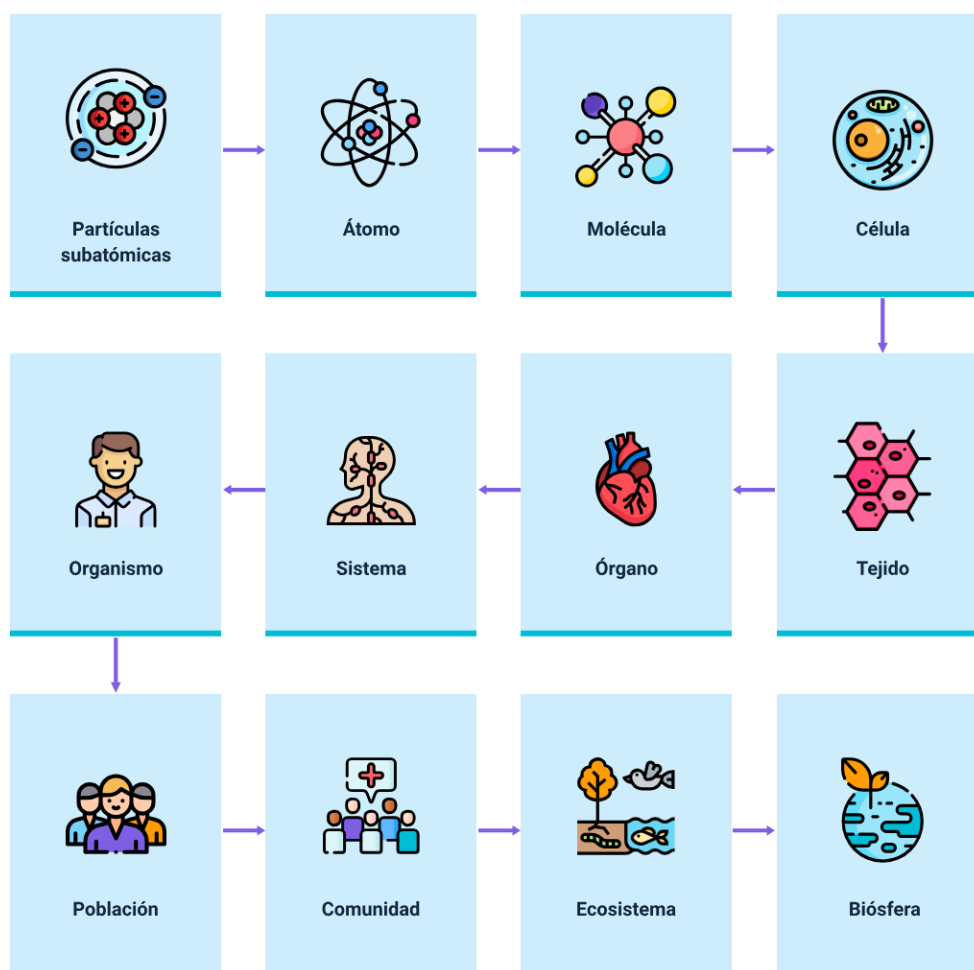 Partículas
subatómicas
Átomo
Molécula
Célula
Organismo
Sistema
Órgano
Tejido
Población
Comunidad
Ecosistema
Biósfera